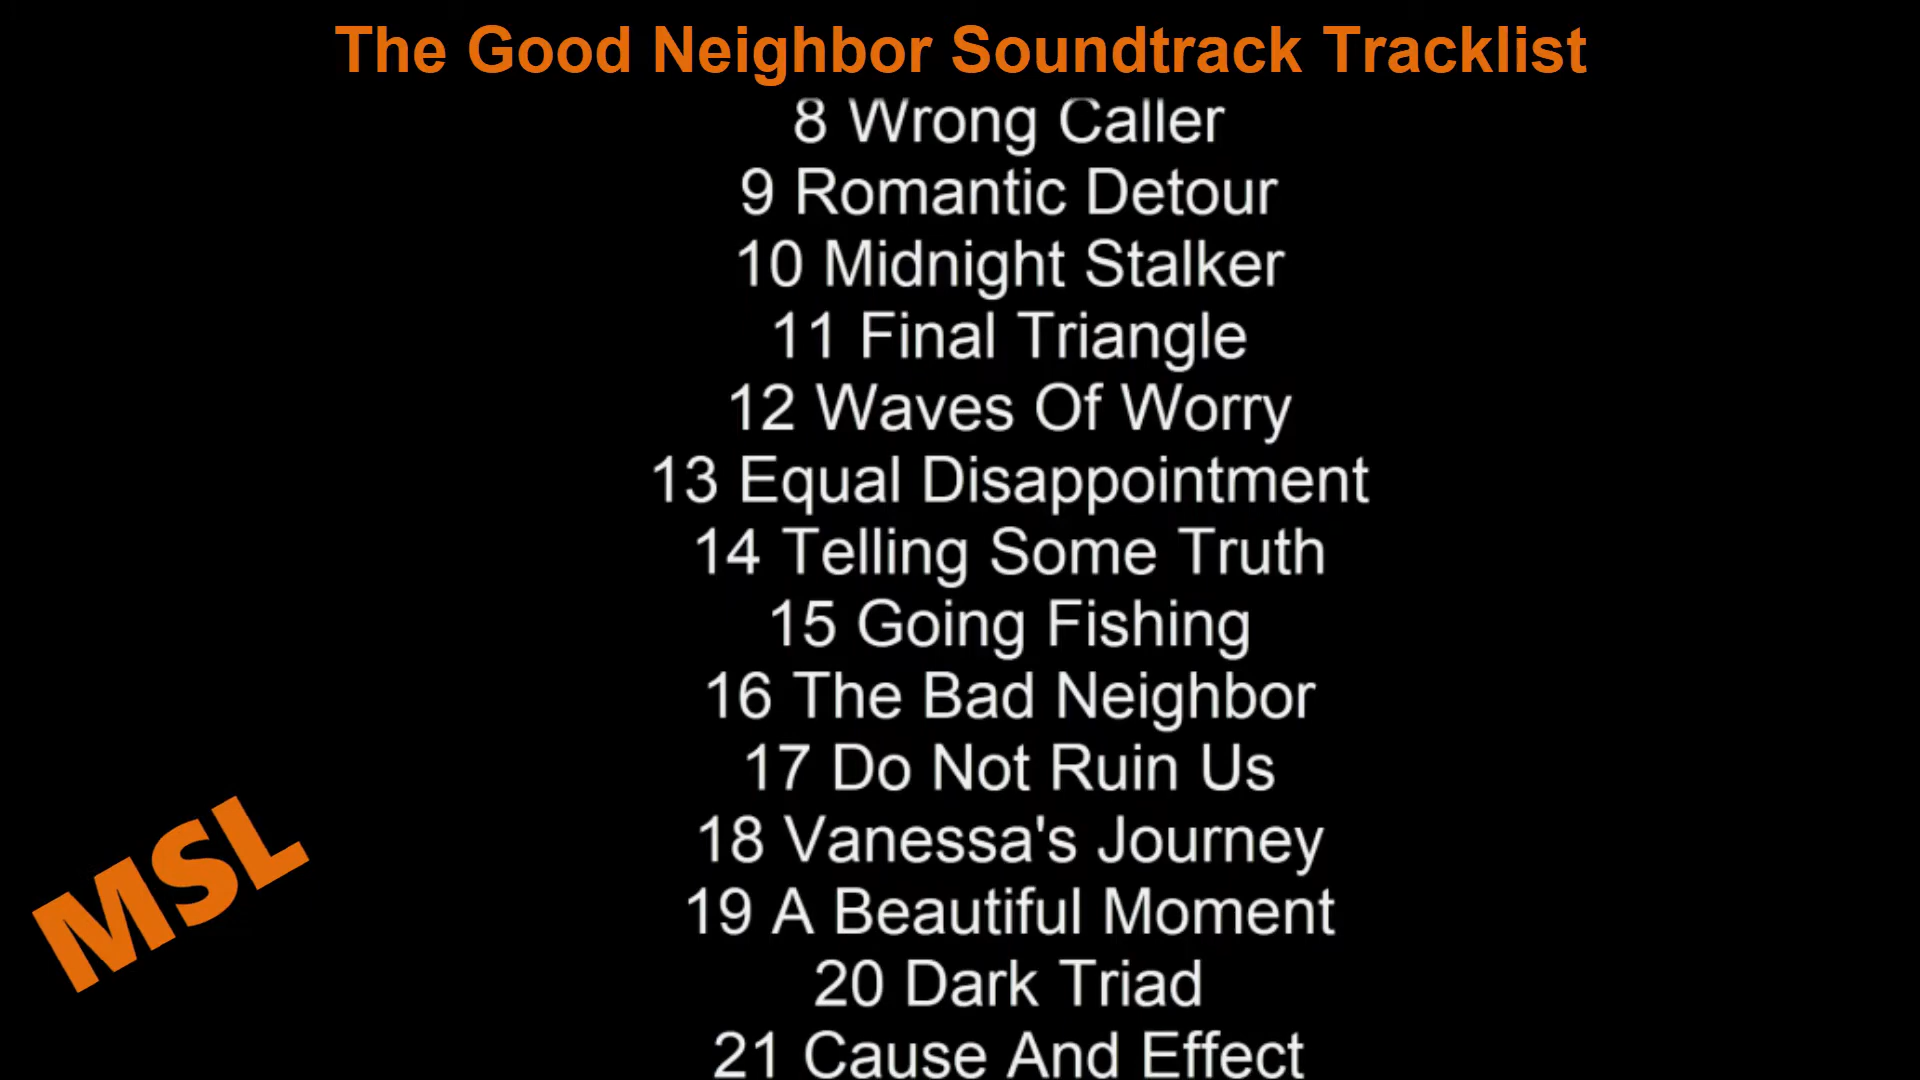 The Good Neighbor Soundtrack Tracklist
8 Wrong Caller
9 Romantic Detour
10 Midnight Stalker
11 Final Triangle
12 Waves Of Worry
13 Equal Disappointment
14 Telling Some Truth
15 Going Fishing
16 The Bad Neighbor
17 Do Not Ruin Us
18 Vanessa's Journey
19 A Beautiful Moment
20 Dark Triad
21 Cause And Effect
MSL